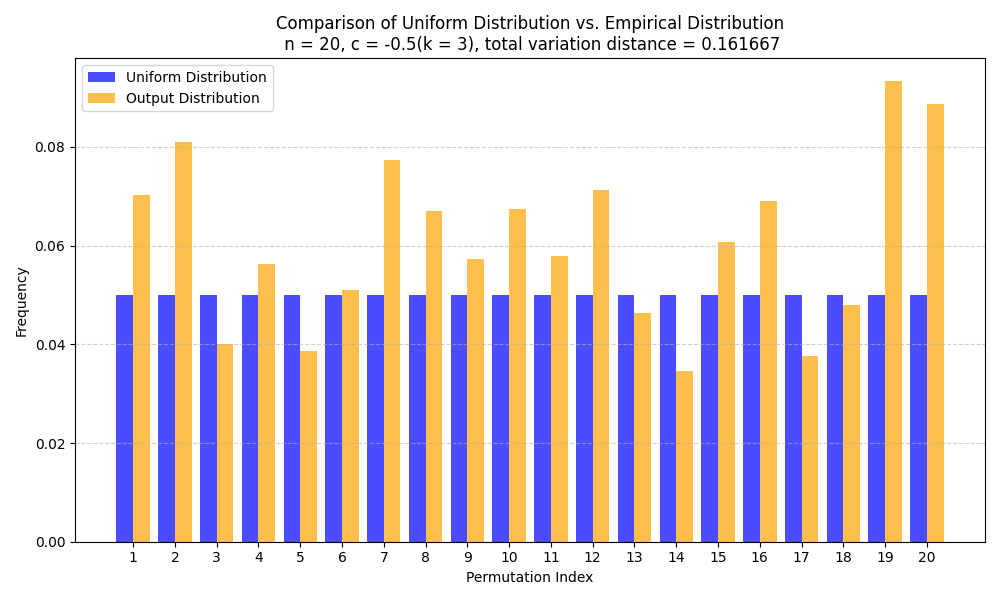 Comparison of Uniform Distribution vs. Empirical Distribution
n = 20, c = -0.5(k = 3), total variation distance = 0.161667
Uniform Distribution
Output Distribution
0.08
0.06
0.04
0.02
0.00
Frequency
1 2 3 4 5 6 7 8 9 10 11 12 13 14 15 16 17 18 19 20
Permutation Index